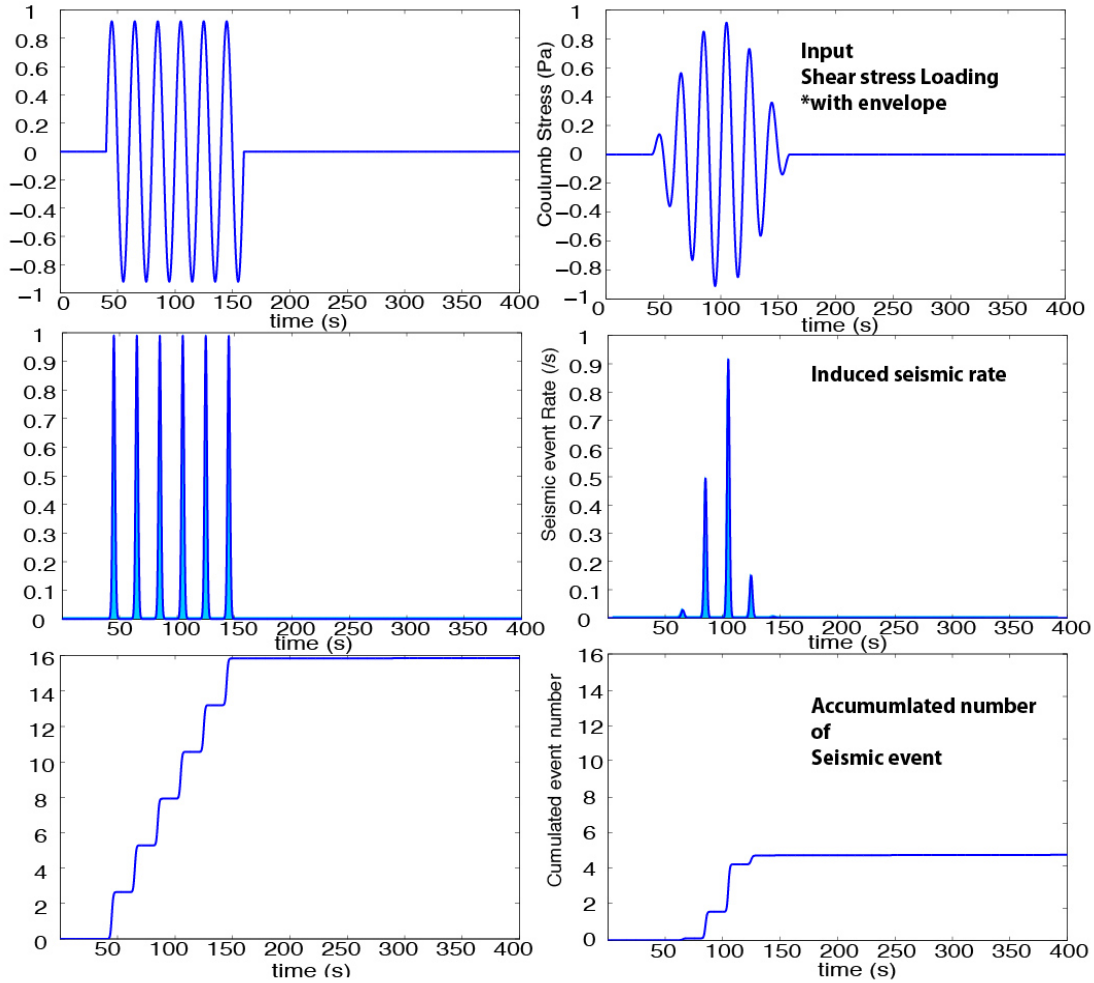 1
0.8
0.6
0.4
0.2
0
−0.2
−0.4
−0.6
−0.8
−1
0 50 100 150 200 250 300 350 400
time (s)
Coulumb Stress (Pa)
1
0.8
0.6
0.4
0.2
0
−0.2
−0.4
−0.6
−0.8
−1
0 50 100 150 200 250 300 350 400
time (s)
Input
Shear stress Loading
*with envelope
1
0.9
0.8
0.7
0.6
0.5
0.4
0.3
0.2
0.1
0
50 100 150 200 250 300 350 400
time (s)
Seismic event Rate (/s)
1
0.9
0.8
0.7
0.6
0.5
0.4
0.3
0.2
0.1
0
50 100 150 200 250 300 350 400
time (s)
Induced seismic rate
16
14
12
10
8
6
4
2
0
50 100 150 200 250 300 350 400
time (s)
Cumulated event number
16
14
12
10
8
6
4
2
0
50 100 150 200 250 300 350 400
time (s)
Accumumlated number
of
Seismic event